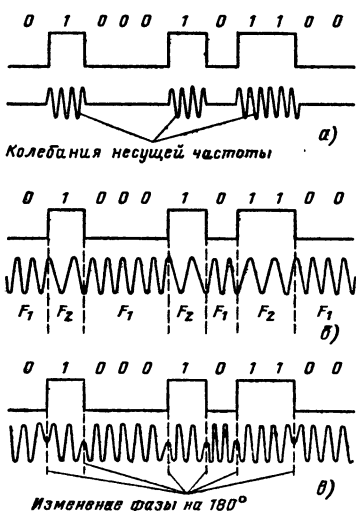 0 1 0 0 0 1 0 1 1 0 0
а)
Колебания несущей частоты
0 1 0 0 0 1 0 1 1 0 0
F₁ F₂ F₁ F₂ F₁ F₂ F₁
б)
0 1 0 0 0 1 0 1 1 0 0
в)
Изменение фазы на 180°